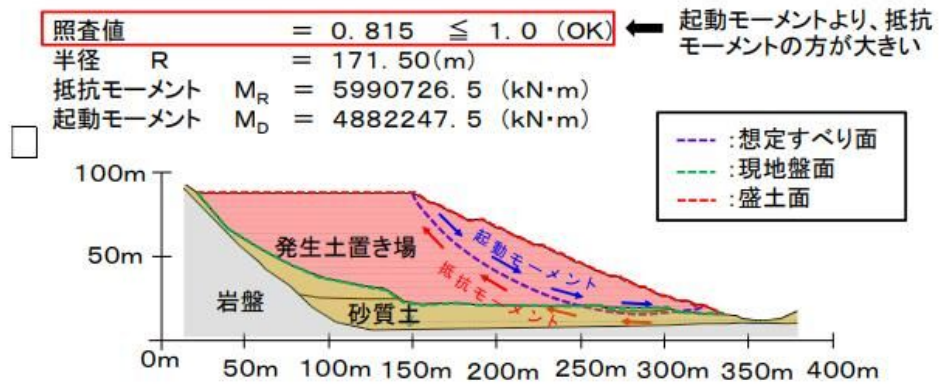 照査値 = 0.815 ≦ 1.0 (OK)
起動モーメントより、抵抗
モーメントの方が大きい
半径 R = 171.50(m)
抵抗モーメント MR = 5990726.5 (kN・m)
起動モーメント MD = 4882247.5 (kN・m)
:想定すべり面
:現地盤面
:盛土面
100m
50m
発生土置き場
起動モーメント
抵抗モーメント
岩盤
砂質土
0m 50m 100m 150m 200m 250m 300m 350m 400m